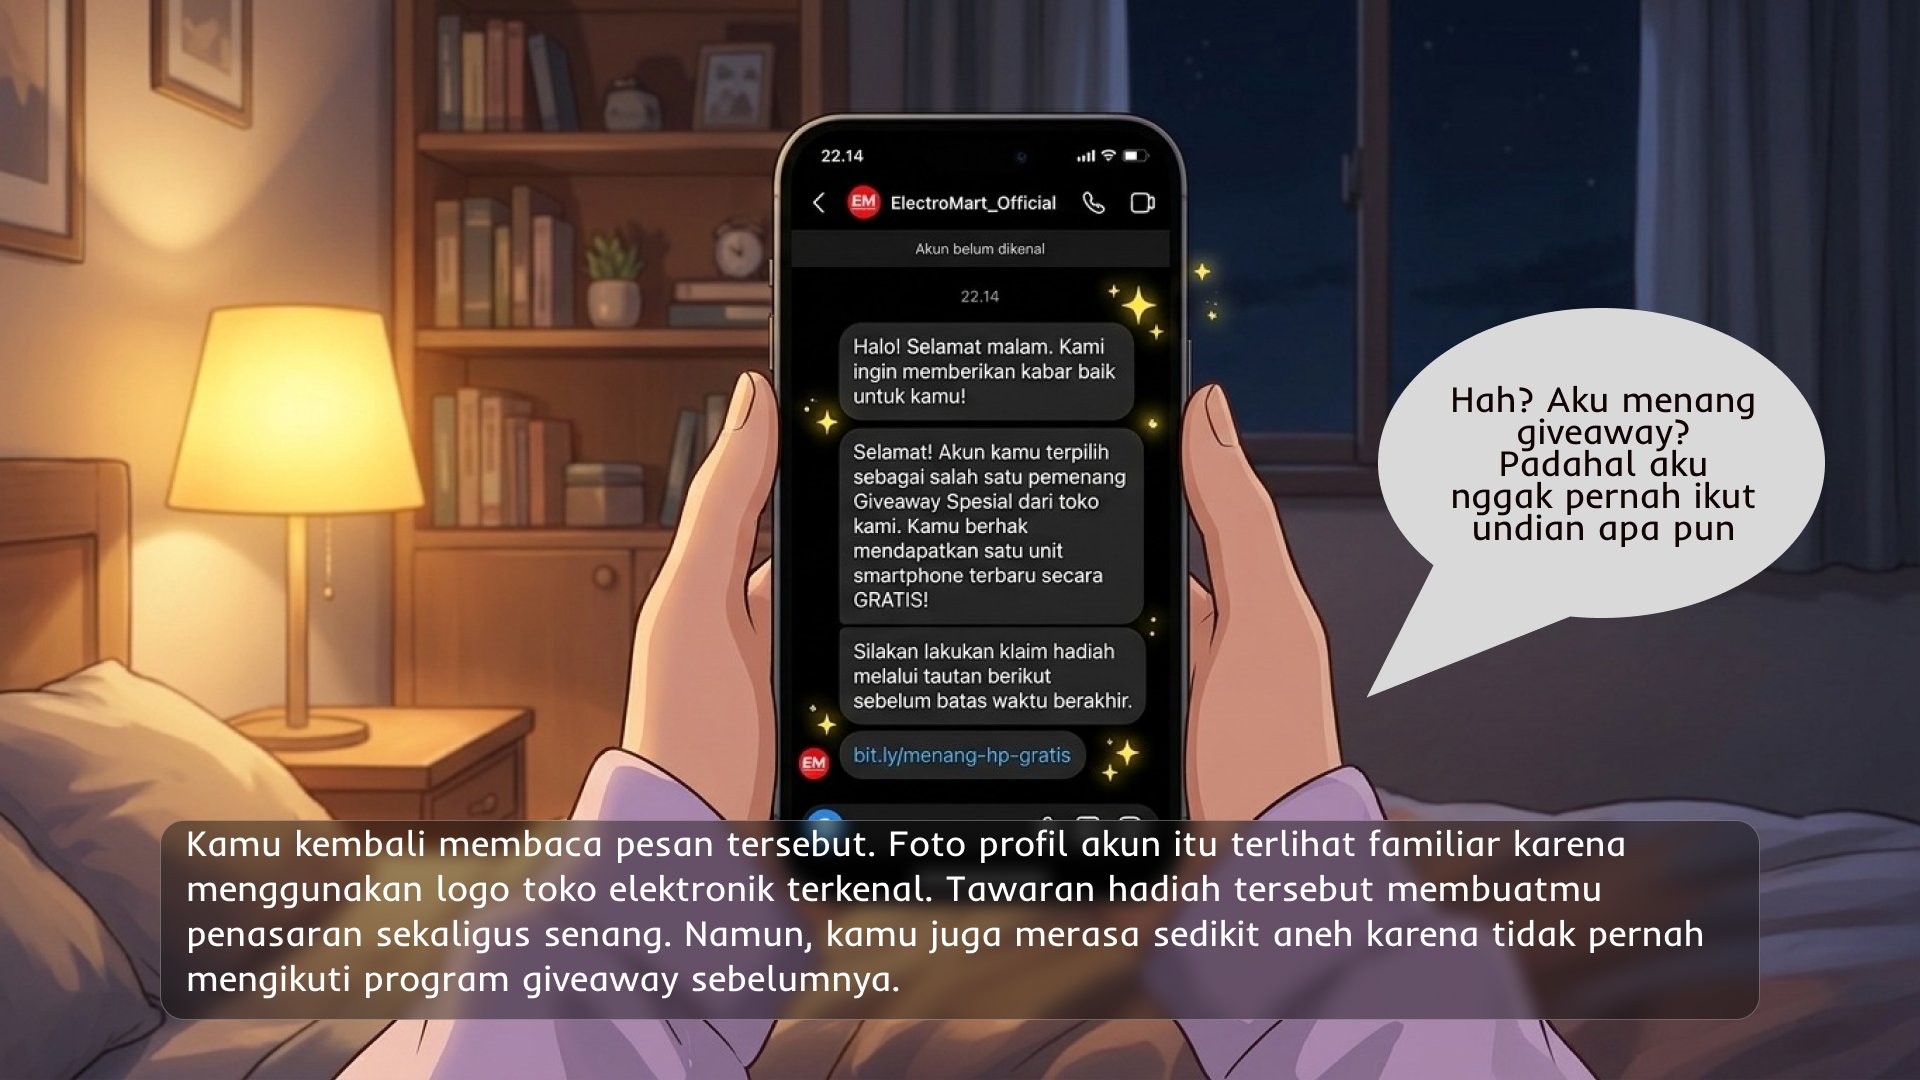 22.14
EM
ElectroMart_Official
Akun belum dikenal
22.14
Halo! Selamat malam. Kami
ingin memberikan kabar baik
untuk kamu!
Selamat! Akun kamu terpilih
sebagai salah satu pemenang
Giveaway Spesial dari toko
kami. Kamu berhak
mendapatkan satu unit
smartphone terbaru secara
GRATIS!
Silakan lakukan klaim hadiah
melalui tautan berikut
sebelum batas waktu berakhir.
EM
bit.ly/menang-hp-gratis
Hah? Aku menang
giveaway?
Padahal aku
nggak pernah ikut
undian apa pun
Kamu kembali membaca pesan tersebut. Foto profil akun itu terlihat familiar karena
menggunakan logo toko elektronik terkenal. Tawaran hadiah tersebut membuatmu
penasaran sekaligus senang. Namun, kamu juga merasa sedikit aneh karena tidak pernah
mengikuti program giveaway sebelumnya.